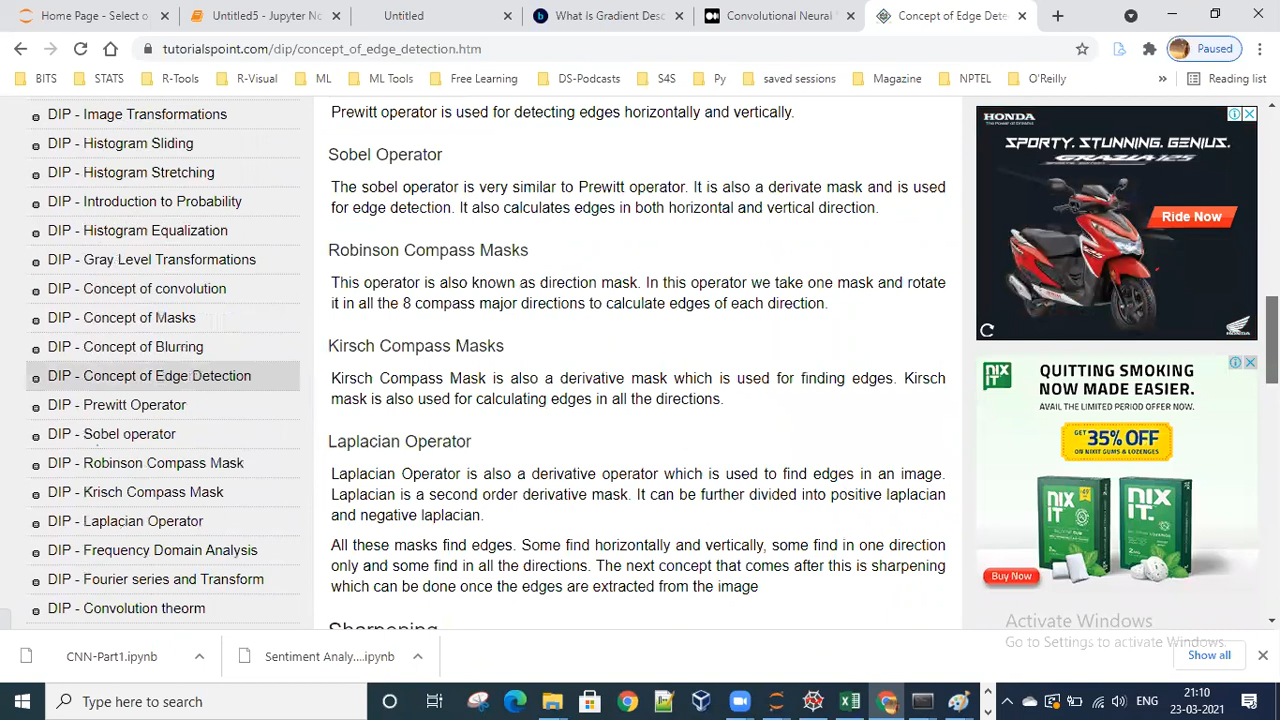 Home Page - Select o
Untitled5 - Jupyter No
Untitled
What is Gradient Desc
Convolutional Neural
Concept of Edge Dete
tutorialspoint.com/dip/concept_of_edge_detection.htm
Paused
BITS
STATS
R-Tools
R-Visual
ML
ML Tools
Free Learning
DS-Podcasts
S4S
Py
saved sessions
Magazine
NPTEL
O'Reilly
»
Reading list
DIP - Image Transformations
DIP - Histogram Sliding
DIP - Histogram Stretching
DIP - Introduction to Probability
DIP - Histogram Equalization
DIP - Gray Level Transformations
DIP - Concept of convolution
DIP - Concept of Masks
DIP - Concept of Blurring
DIP - Concept of Edge Detection
DIP - Prewitt Operator
DIP - Sobel operator
DIP - Robinson Compass Mask
DIP - Krisch Compass Mask
DIP - Laplacian Operator
DIP - Frequency Domain Analysis
DIP - Fourier series and Transform
DIP - Convolution theorm
Prewitt operator is used for detecting edges horizontally and vertically.
Sobel Operator
The sobel operator is very similar to Prewitt operator. It is also a derivate mask and is used
for edge detection. It also calculates edges in both horizontal and vertical direction.
Robinson Compass Masks
This operator is also known as direction mask. In this operator we take one mask and rotate
it in all the 8 compass major directions to calculate edges of each direction.
Kirsch Compass Masks
Kirsch Compass Mask is also a derivative mask which is used for finding edges. Kirsch
mask is also used for calculating edges in all the directions.
Laplacian Operator
Laplacian Operator is also a derivative operator which is used to find edges in an image.
Laplacian is a second order derivative mask. It can be further divided into positive laplacian
and negative laplacian.
All these masks find edges. Some find horizontally and vertically, some find in one direction
only and some find in all the directions. The next concept that comes after this is sharpening
which can be done once the edges are extracted from the image
Sharpening
HONDA
SPORTY. STUNNING. GENIUS.
GRAZIA 125
Ride Now
HONDA
NIX IT
QUITTING SMOKING
NOW MADE EASIER.
AVAIL THE LIMITED PERIOD OFFER NOW.
GET 35% OFF
ON NIXIT GUMS & LOZENGES
NIX IT
NIX IT
Buy Now
Activate Windows
Go to Settings to activate Windows.
CNN-Part1.ipynb
Sentiment Analy....ipynb
Show all
Type here to search
ENG
21:10
23-03-2021